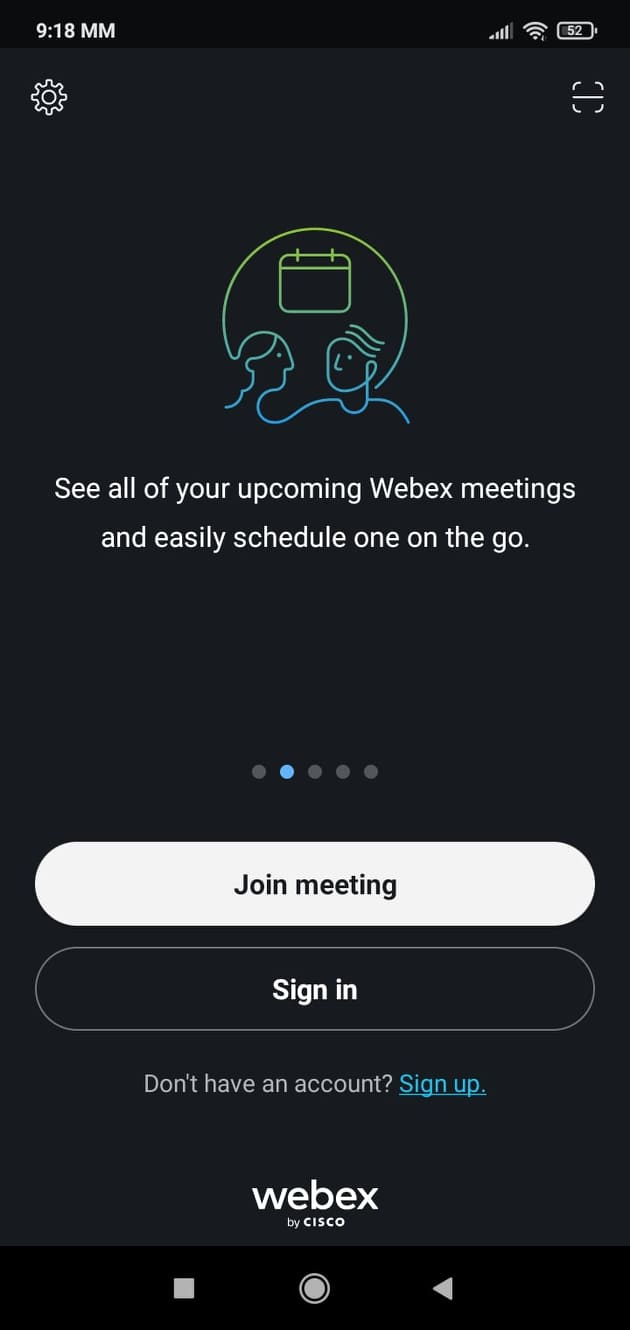 9:18 MM
52
See all of your upcoming Webex meetings
and easily schedule one on the go.
Join meeting
Sign in
Don't have an account? Sign up.
webex
by CISCO